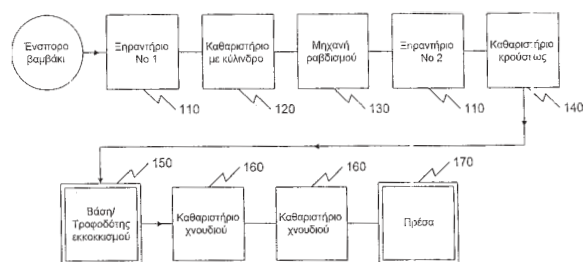 Ένσπορο
βαμβάκι
Ξηραντήριο
Νο 1
Καθαριστήριο
με κύλινδρο
Μηχανή
ραβδισμού
Ξηραντήριο
Νο 2
Καθαριστήριο
κρούστως
110
120
130
110
140
150
160
160
170
Βάση/
Τροφοδότης
εκκοκκισμού
Καθαριστήριο
χνουδιού
Καθαριστήριο
χνουδιού
Πρέσα